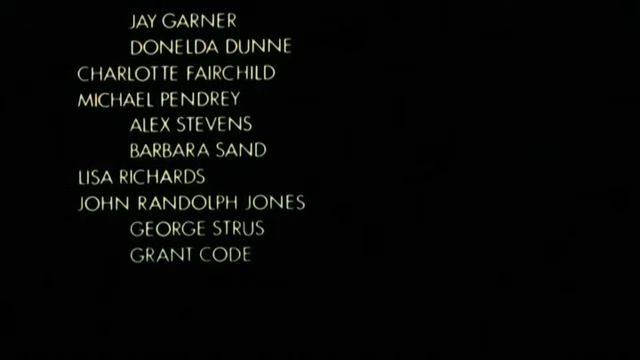 JAY GARNER
DONELDA DUNNE
CHARLOTTE FAIRCHILD
MICHAEL PENDREY
ALEX STEVENS
BARBARA SAND
LISA RICHARDS
JOHN RANDOLPH JONES
GEORGE STRUS
GRANT CODE